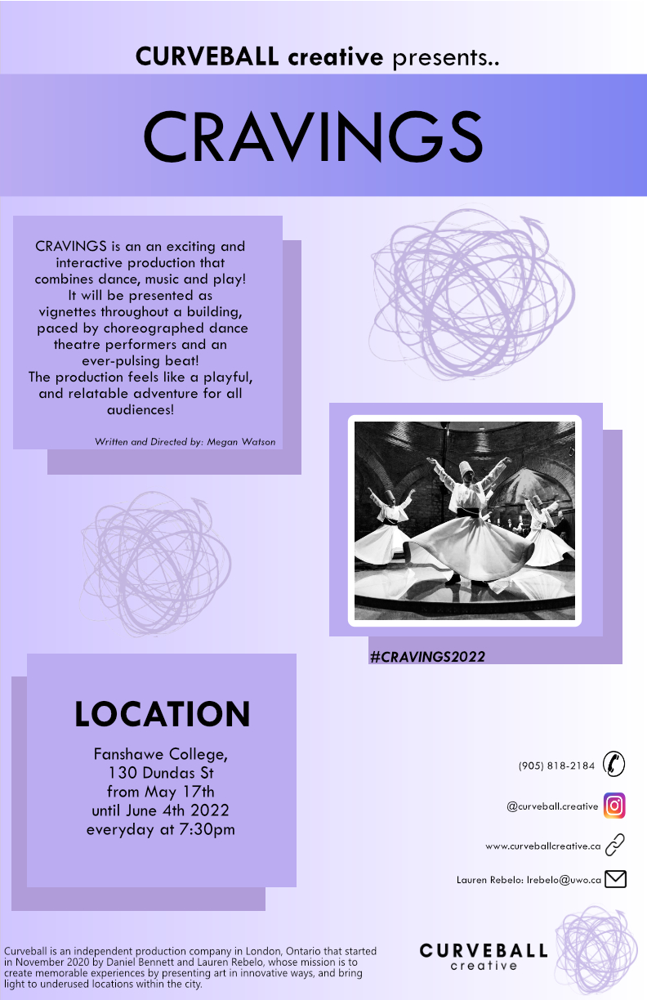 CURVEBALL creative presents..
CRAVINGS
CRAVINGS is an an exciting and
interactive production that
combines dance, music and play!
It will be presented as
vignettes throughout a building,
paced by choreographed dance
theatre performers and an
ever-pulsing beat!
The production feels like a playful,
and relatable adventure for all
audiences!
Written and Directed by: Megan Watson
#CRAVINGS2022
LOCATION
Fanshawe College,
130 Dundas St
from May 17th
until June 4th 2022
everyday at 7:30pm
(905) 818-2184
@curveball.creative
www.curveballcreative.ca
Lauren Rebelo: lrebelo@uwo.ca
Curveball is an independent production company in London, Ontario that started
in November 2020 by Daniel Bennett and Lauren Rebelo, whose mission is to
create memorable experiences by presenting art in innovative ways, and bring
light to underused locations within the city.
CURVEBALL
creative